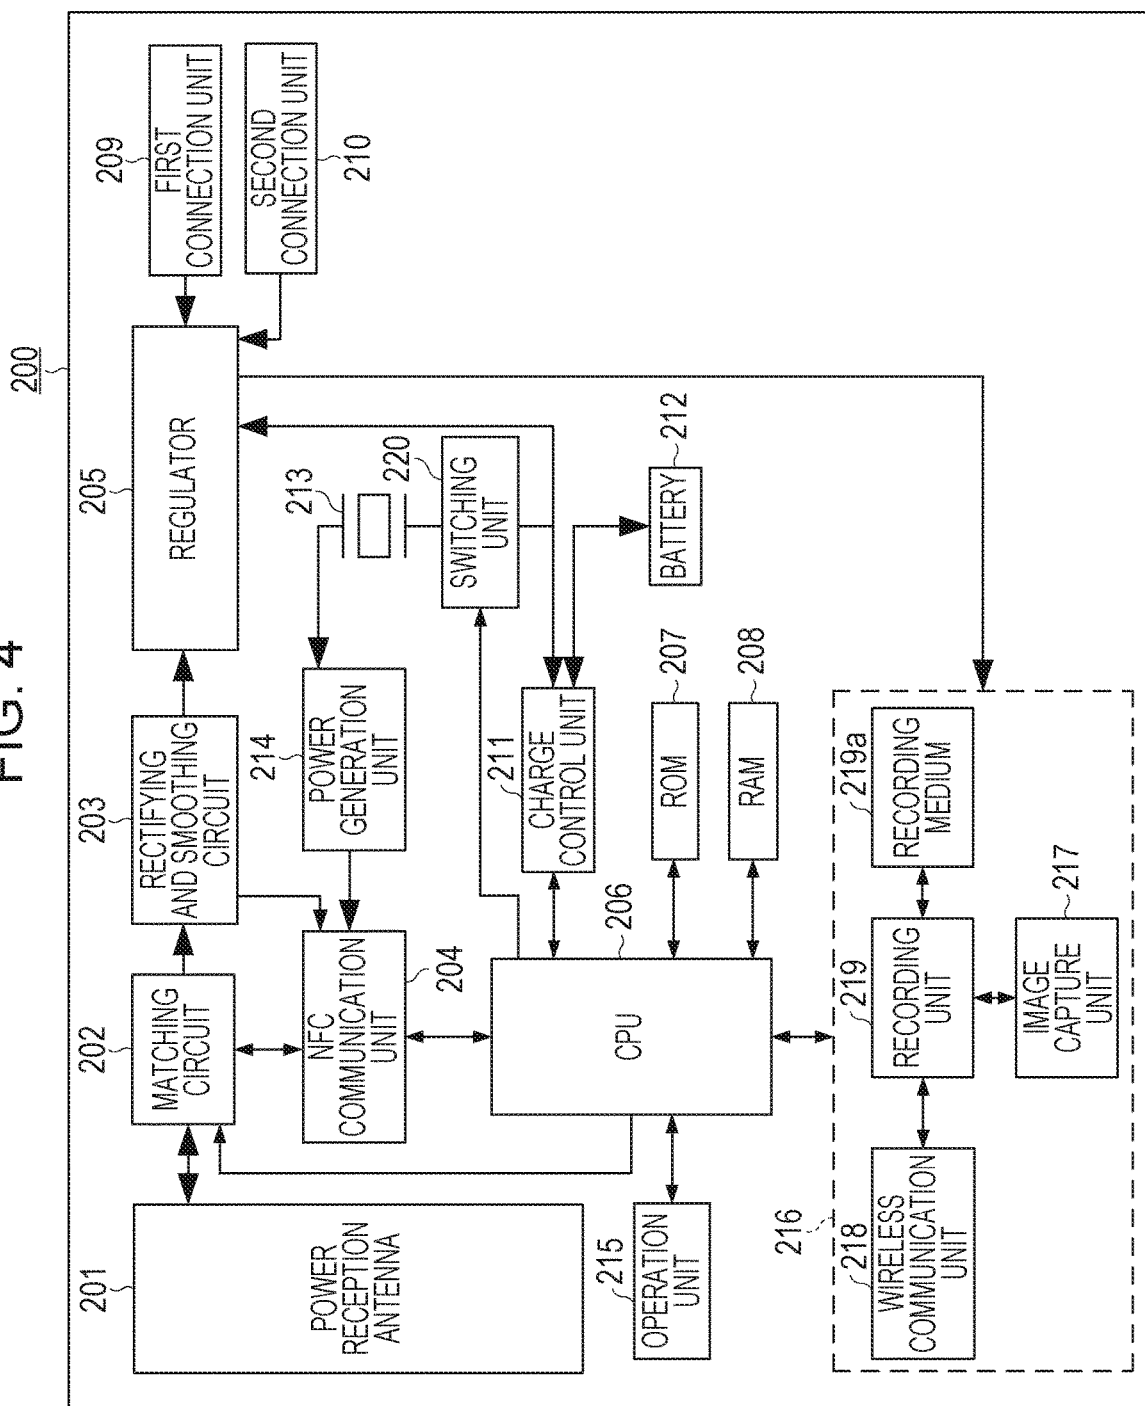 FIG. 4
200
201
POWER
RECEPTION
ANTENNA
202
MATCHING
CIRCUIT
203
RECTIFYING
AND SMOOTHING
CIRCUIT
205
REGULATOR
209
FIRST
CONNECTION UNIT
SECOND
CONNECTION UNIT
210
NFC
COMMUNICATION
UNIT
204
214
POWER
GENERATION
UNIT
213
220
SWITCHING
UNIT
206
CPU
211
CHARGE
CONTROL UNIT
212
BATTERY
207
ROM
208
RAM
215
OPERATION
UNIT
216
218
WIRELESS
COMMUNICATION
UNIT
219
RECORDING
UNIT
219a
RECORDING
MEDIUM
217
IMAGE
CAPTURE
UNIT